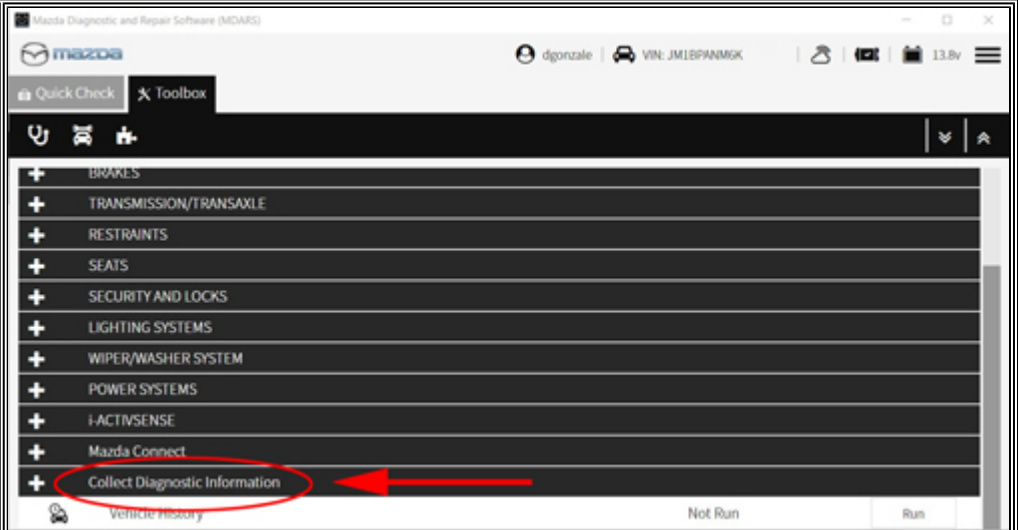 Mazda Diagnostic and Repair Software (MDARS)
mazda dgonzale VIN: JM1BPANM6K 13.8v
Quick Check Toolbox
BRAKES
TRANSMISSION/TRANSAXLE
RESTRAINTS
SEATS
SECURITY AND LOCKS
LIGHTING SYSTEMS
WIPER/WASHER SYSTEM
POWER SYSTEMS
i-ACTIVSENSE
Mazda Connect
Collect Diagnostic Information
Vehicle History Not Run Run